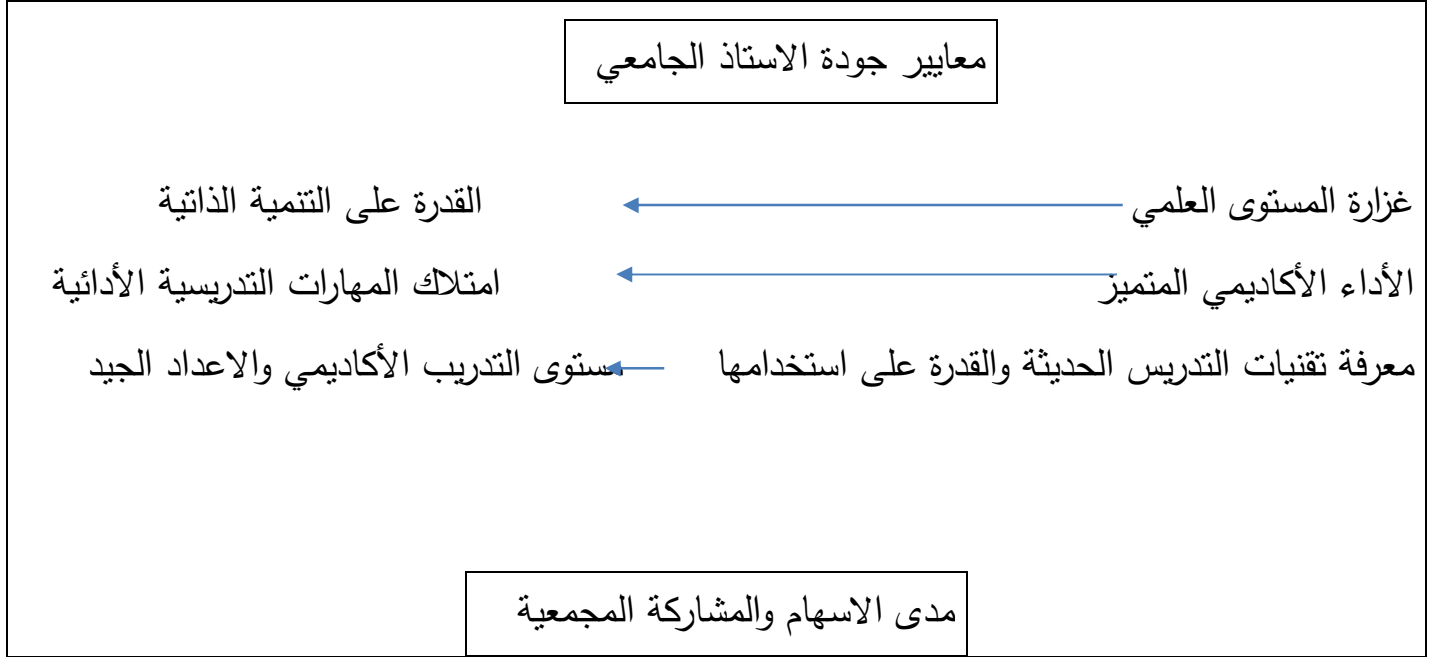 معايير جودة الاستاذ الجامعي
غزارة المستوى العلمي القدرة على التنمية الذاتية
الأداء الأكاديمي المتميز امتلاك المهارات التدريسية الأدائية
معرفة تقنيات التدريس الحديثة والقدرة على استخدامها مستوى التدريب الأكاديمي والاعداد الجيد
مدى الاسهام والمشاركة المجمعية